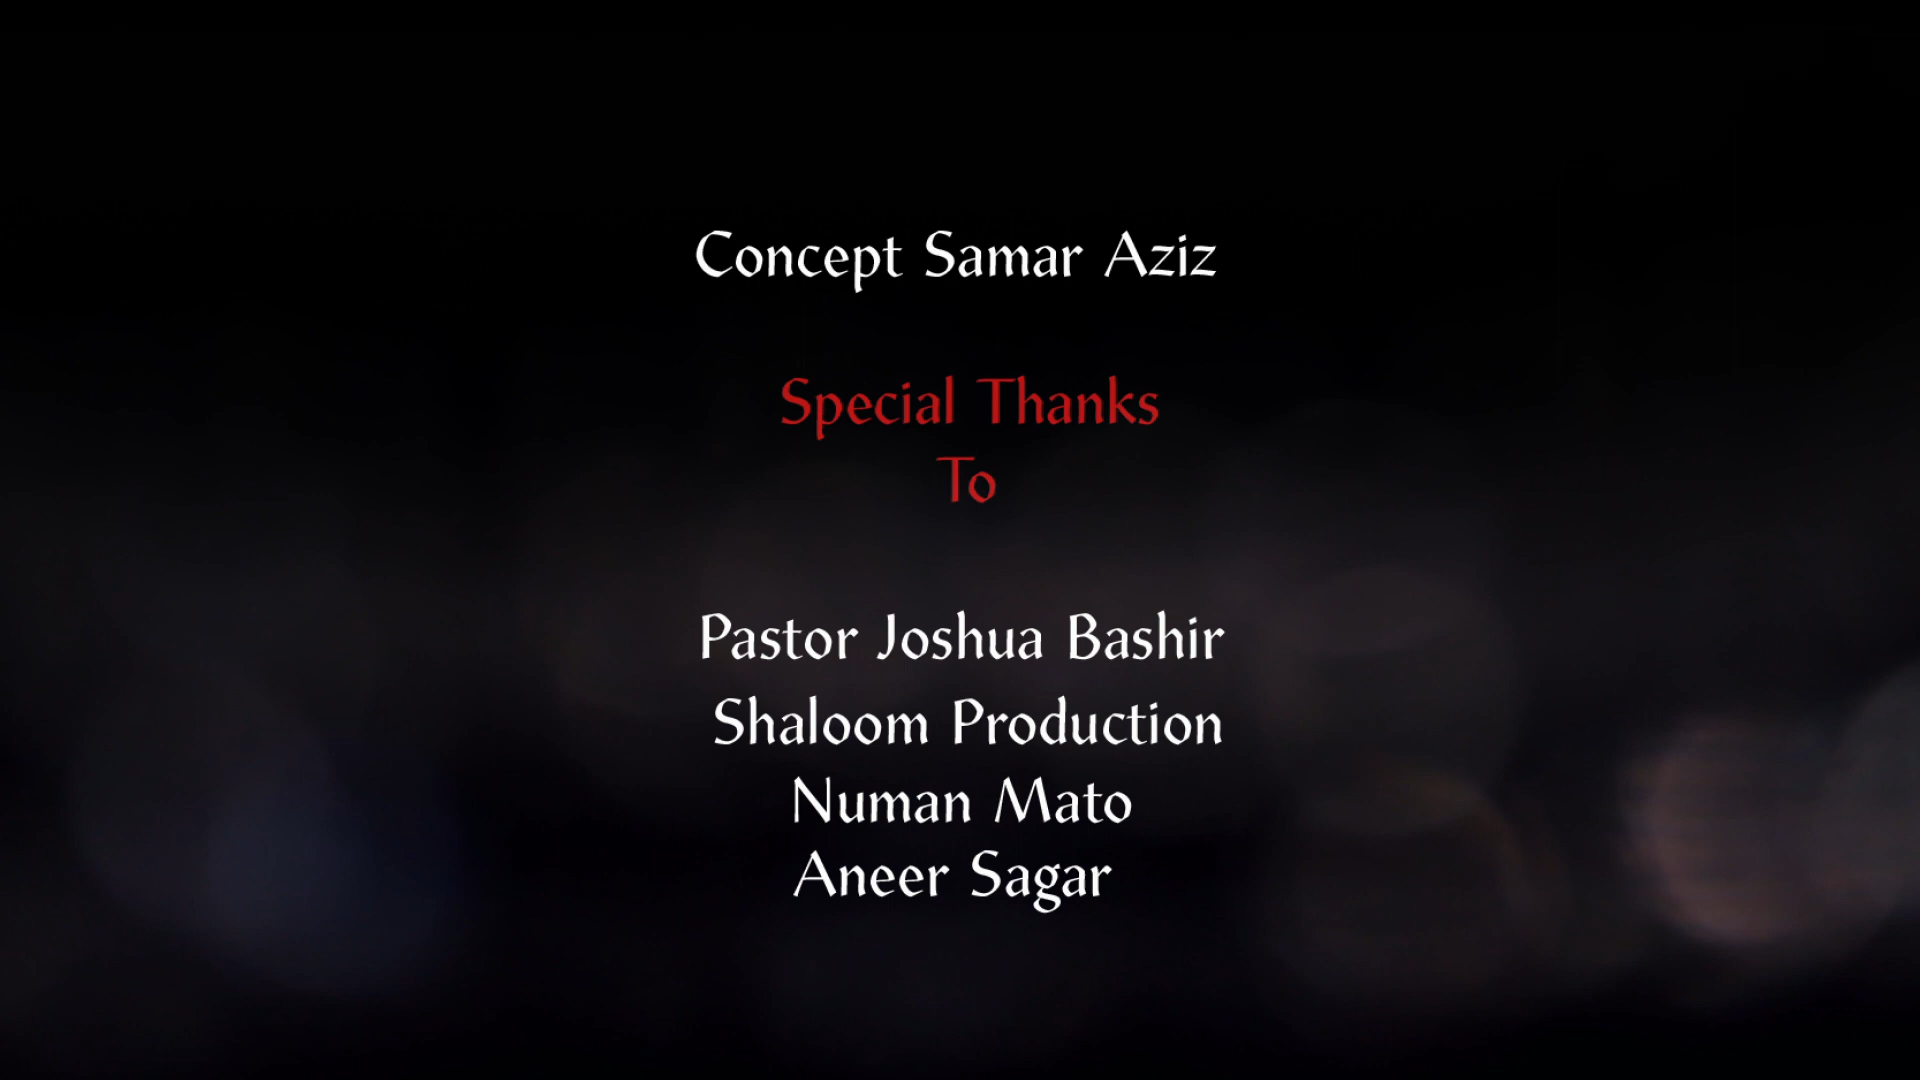 Concept Samar Aziz
Special Thanks
To
Pastor Joshua Bashir
Shaloom Production
Numan Mato
Aneer Sagar